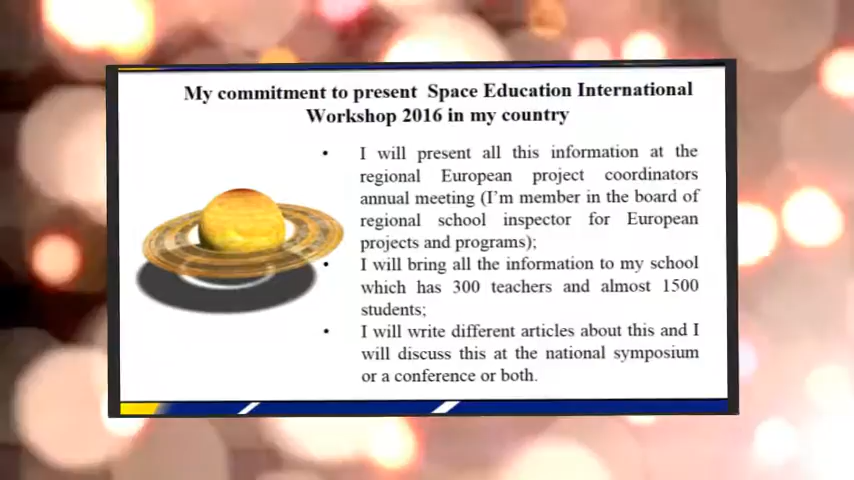 My commitment to present Space Education International
Workshop 2016 in my country
• I will present all this information at the
regional European project coordinators
annual meeting (I'm member in the board of
regional school inspector for European
projects and programs);
• I will bring all the information to my school
which has 300 teachers and almost 1500
students;
• I will write different articles about this and I
will discuss this at the national symposium
or a conference or both.